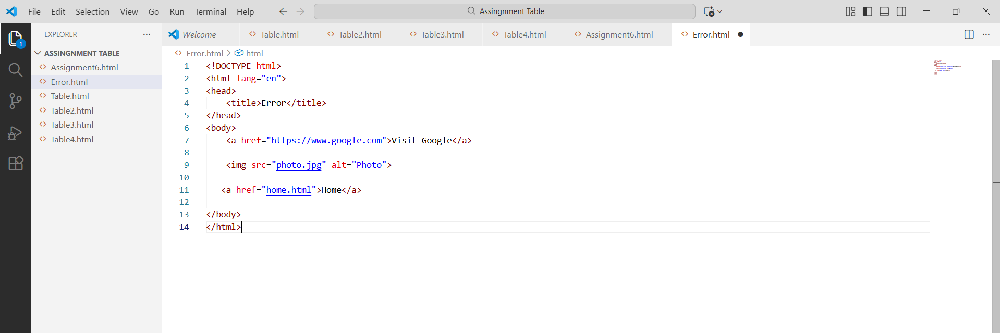 File Edit Selection View Go Run Terminal Help
Assingnment Table
EXPLORER
1
ASSINGNMENT TABLE
Assignment6.html
Error.html
Table.html
Table2.html
Table3.html
Table4.html
Welcome
Table.html
Table2.html
Table3.html
Table4.html
Assignment6.html
Error.html
Error.html > html
1 <!DOCTYPE html>
2 <html lang="en">
3 <head>
4 <title>Error</title>
5 </head>
6 <body>
7 <a href="https://www.google.com">Visit Google</a>
8
9 <img src="photo.jpg" alt="Photo">
10
11 <a href="home.html">Home</a>
12
13 </body>
14 </html>